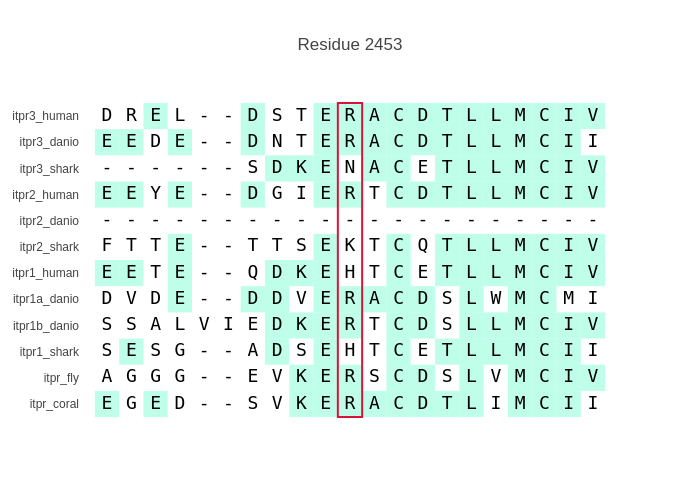 Residue 2453
itpr3_human D R E L - - D S T E R A C D T L L M C I V
itpr3_danio E E D E - - D N T E R A C D T L L M C I I
itpr3_shark - - - - - - S D K E N A C E T L L M C I V
itpr2_human E E Y E - - D G I E R T C D T L L M C I V
itpr2_danio - - - - - - - - - - - - - - - - - - - - -
itpr2_shark F T T E - - T T S E K T C Q T L L M C I V
itpr1_human E E T E - - Q D K E H T C E T L L M C I V
itpr1a_danio D V D E - - D D V E R A C D S L W M C M I
itpr1b_danio S S A L V I E D K E R T C D S L L M C I V
itpr1_shark S E S G - - A D S E H T C E T L L M C I I
itpr_fly A G G G - - E V K E R S C D S L V M C I V
itpr_coral E G E D - - S V K E R A C D T L I M C I I